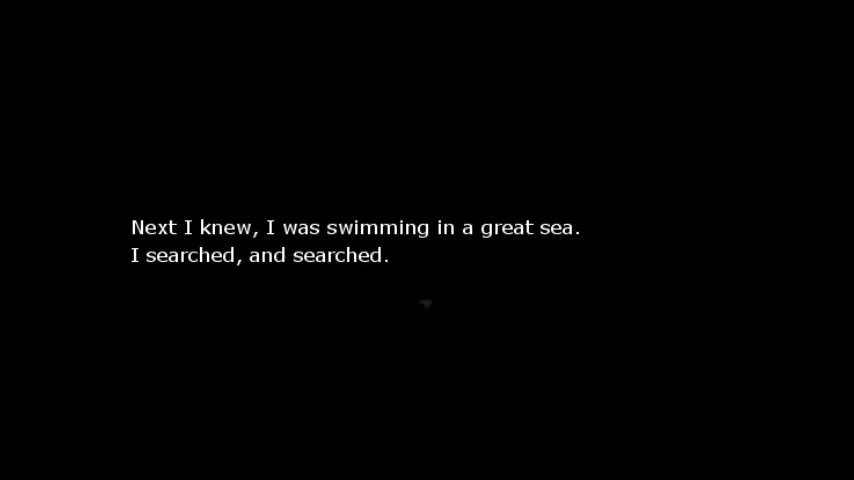 Next I knew, I was swimming in a great sea.
I searched, and searched.